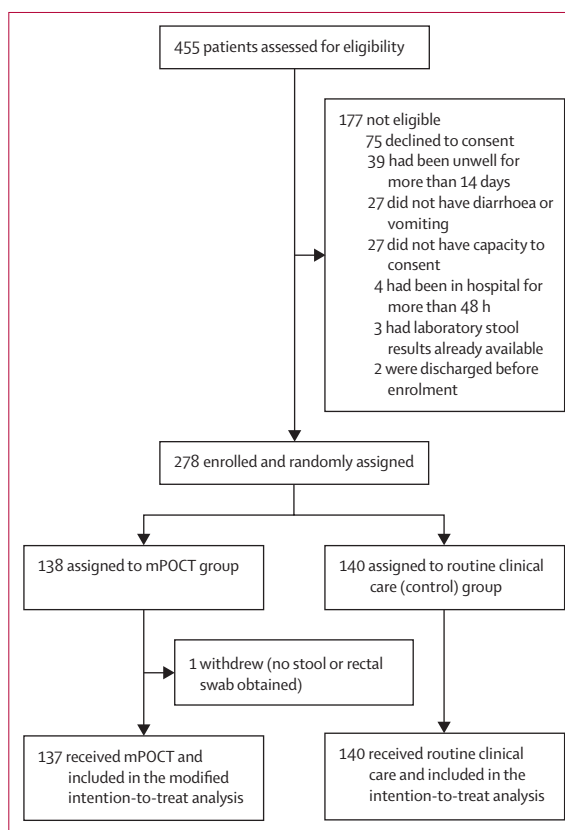 455 patients assessed for eligibility
177 not eligible
75 declined to consent
39 had been unwell for
more than 14 days
27 did not have diarrhoea or
vomiting
27 did not have capacity to
consent
4 had been in hospital for
more than 48 h
3 had laboratory stool
results already available
2 were discharged before
enrolment
278 enrolled and randomly assigned
138 assigned to mPOCT group
140 assigned to routine clinical
care (control) group
1 withdrew (no stool or rectal
swab obtained)
137 received mPOCT and
included in the modified
intention-to-treat analysis
140 received routine clinical
care and included in the
intention-to-treat analysis